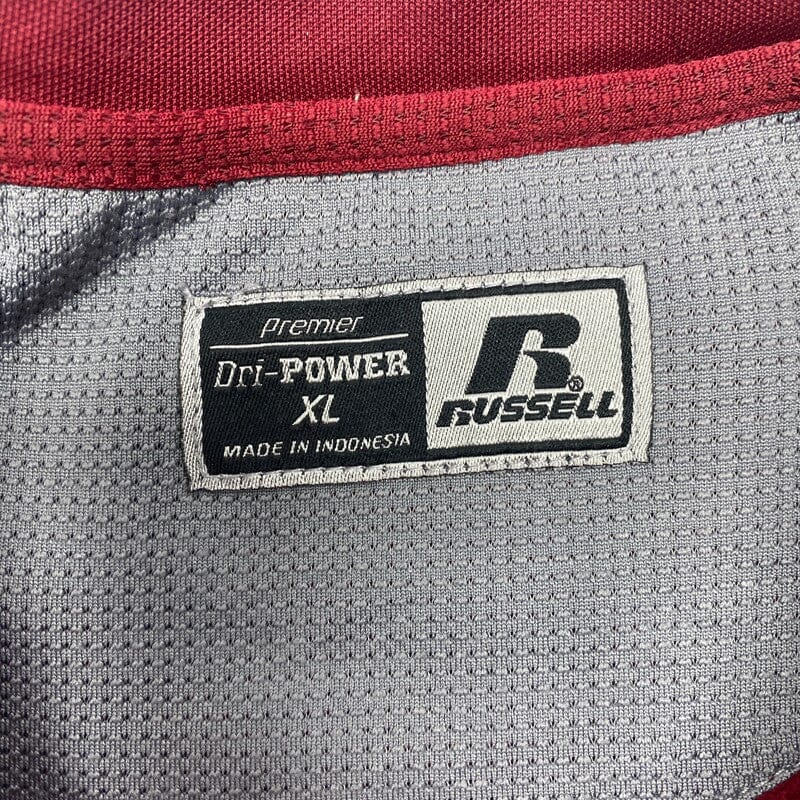 Premier
Dri-POWER
XL
MADE IN INDONESIA
R
®
RUSSELL